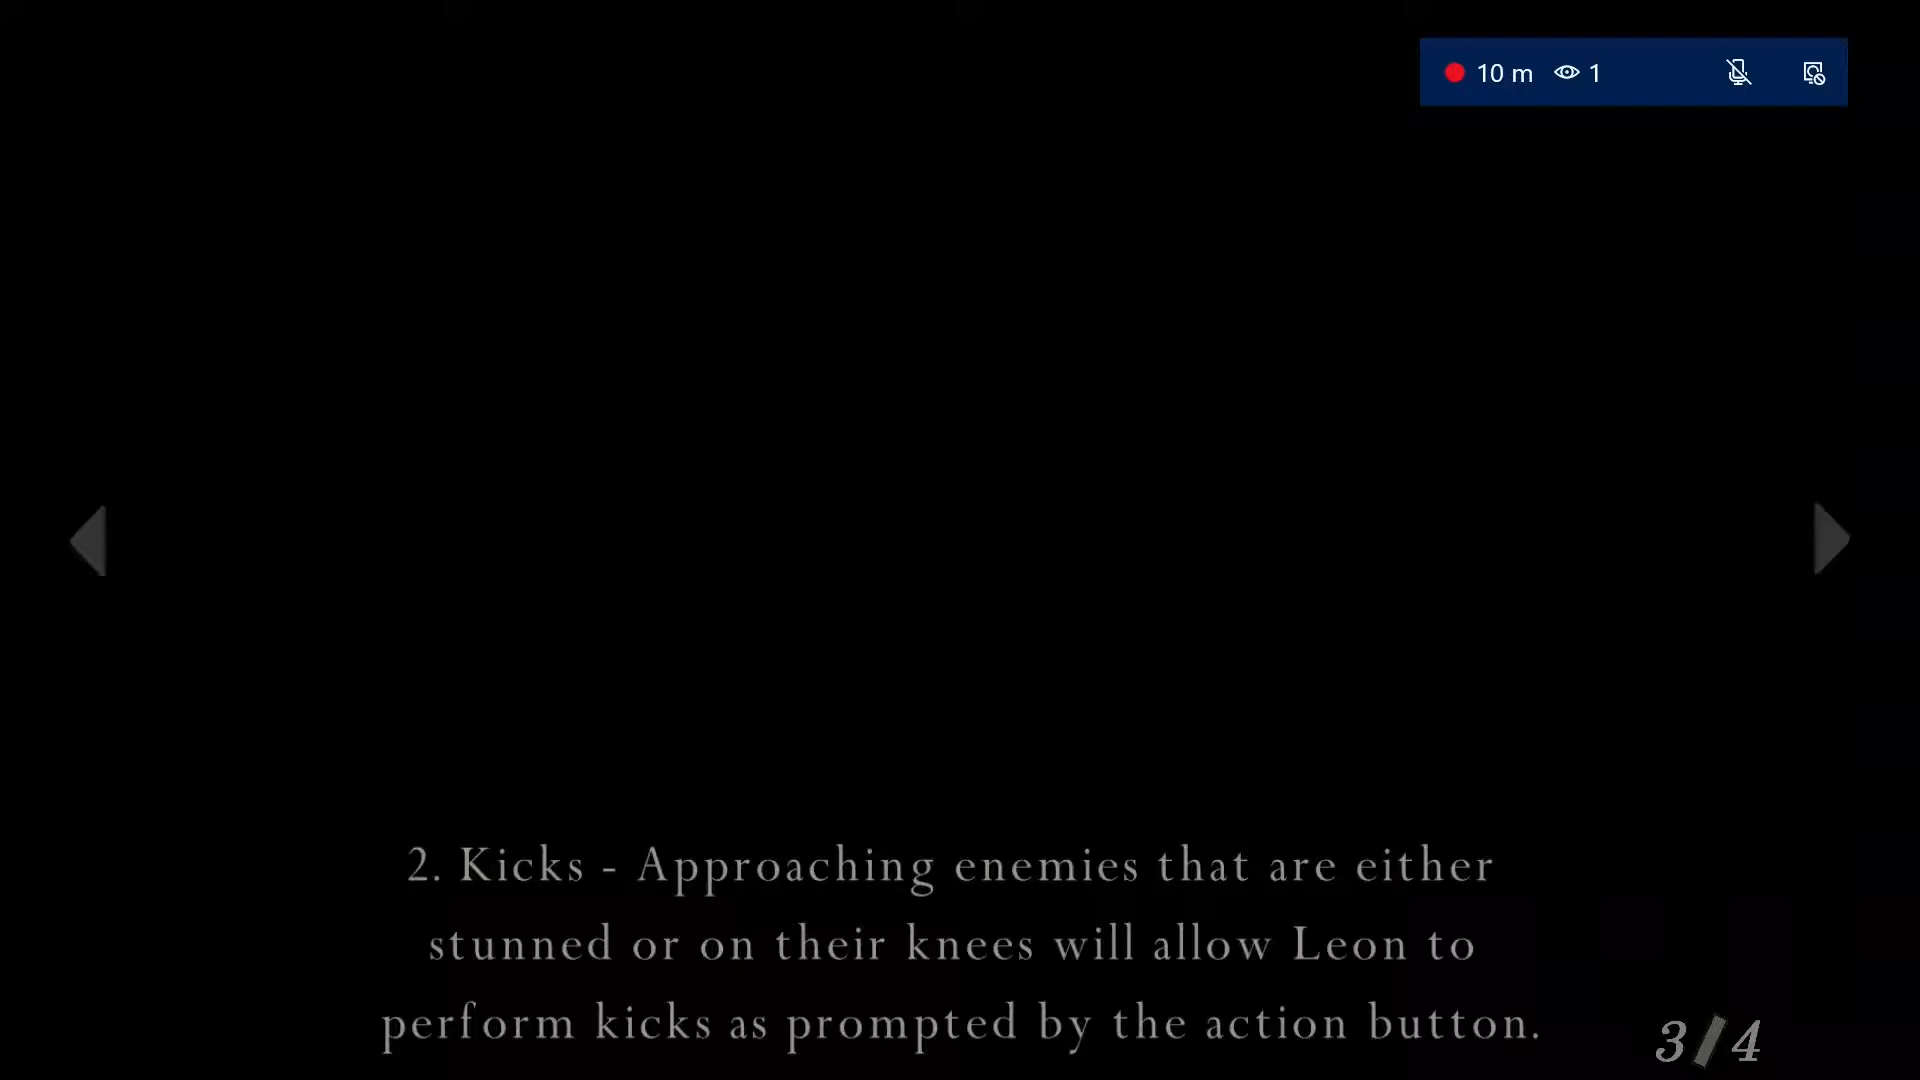 10 m 1
2. Kicks - Approaching enemies that are either
stunned or on their knees will allow Leon to
perform kicks as prompted by the action button.
3/4